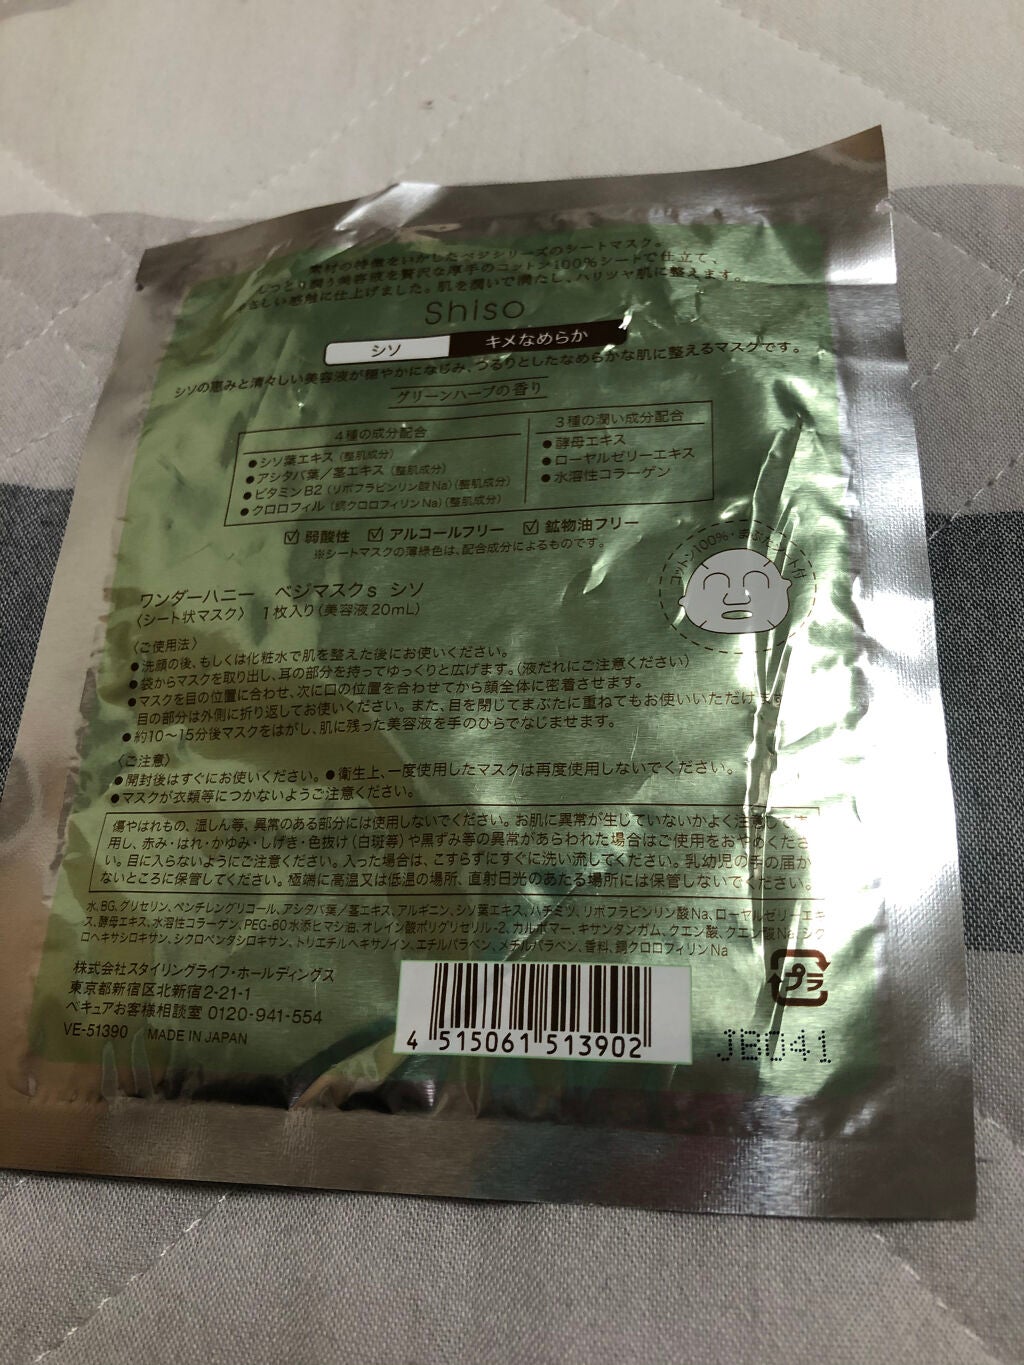 素材の特徴をいかしたベジシリーズのシートマスク。
潤う美容液を贅沢な厚手のコットン100%シートで仕立て、
やさしい感触に仕上げました。肌を潤いで満たし、ハリツヤ肌に整えます。
Shiso
シソ キメなめらか
シソの恵みと清々しい美容液が穏やかになじみ、つるりとしたなめらかな肌に整えるマスクです。
グリーンハーブの香り
4種の成分配合
●シソ葉エキス(整肌成分)
●アシタバ葉/茎エキス(整肌成分)
●ビタミンB2(リボフラビンリン酸Na)(整肌成分)
●クロロフィル(銅クロロフィリンNa)(整肌成分)
3種の潤い成分配合
●酵母エキス
●ローヤルゼリーエキス
●水溶性コラーゲン
☑弱酸性 ☑アルコールフリー ☑鉱物油フリー
※シートマスクの薄緑色は、配合成分によるものです。
コットン100%・まぶたシート付
ワンダーハニー ベジマスクs シソ
〈シート状マスク〉 1枚入り(美容液20mL)
〈ご使用法〉
●洗顔の後、もしくは化粧水で肌を整えた後にお使いください。
●袋からマスクを取り出し、耳の部分を持ってゆっくりと広げます。(液だれにご注意ください)
●マスクを目の位置に合わせ、次に口の位置を合わせてから顔全体に密着させます。
目の部分は外側に折り返してお使いください。また、目を閉じてまぶたに重ねてもお使いいただけます。
●約10〜15分後マスクをはがし、肌に残った美容液を手のひらでなじませます。
〈ご注意〉
●開封後はすぐにお使いください。●衛生上、一度使用したマスクは再度使用しないでください。
●マスクが衣類等につかないようご注意ください。
傷やはれもの、湿しん等、異常のある部分には使用しないでください。お肌に異常が生じていないかよく注意して使
用し、赤み・はれ・かゆみ・しげき・色抜け(白斑等)や黒ずみ等の異常があらわれた場合はご使用をおやめくださ
い。目に入らないようにご注意ください。入った場合は、こすらずにすぐに洗い流してください。乳幼児の手の届か
ないところに保管してください。極端に高温又は低温の場所、直射日光のあたる場所には保管しないでください。
水、BG、グリセリン、ペンチレングリコール、アシタバ葉/茎エキス、アルギニン、シソ葉エキス、ハチミツ、リボフラビンリン酸Na、ローヤルゼリーエキ
ス、酵母エキス、水溶性コラーゲン、PEG-60水添ヒマシ油、オレイン酸ポリグリセリル-2、カルボマー、キサンタンガム、クエン酸、クエン酸Na、シク
ロヘキサシロキサン、シクロペンタシロキサン、トリエチルヘキサノイン、エチルパラベン、メチルパラベン、香料、銅クロロフィリンNa
株式会社スタイリングライフ・ホールディングス
東京都新宿区北新宿2-21-1
ベキュアお客様相談室 0120-941-554
VE-51390 MADE IN JAPAN
4 515061 513902
プラ
JBD41